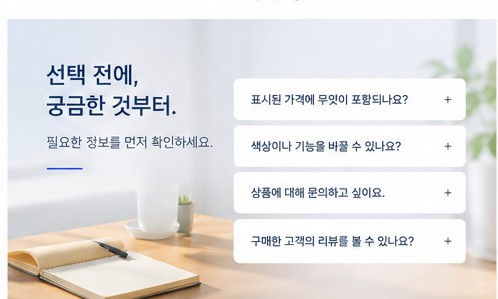 선택 전에,
궁금한 것부터.
필요한 정보를 먼저 확인하세요.
표시된 가격에 무엇이 포함되나요?
색상이나 기능을 바꿀 수 있나요?
상품에 대해 문의하고 싶어요.
구매한 고객의 리뷰를 볼 수 있나요?